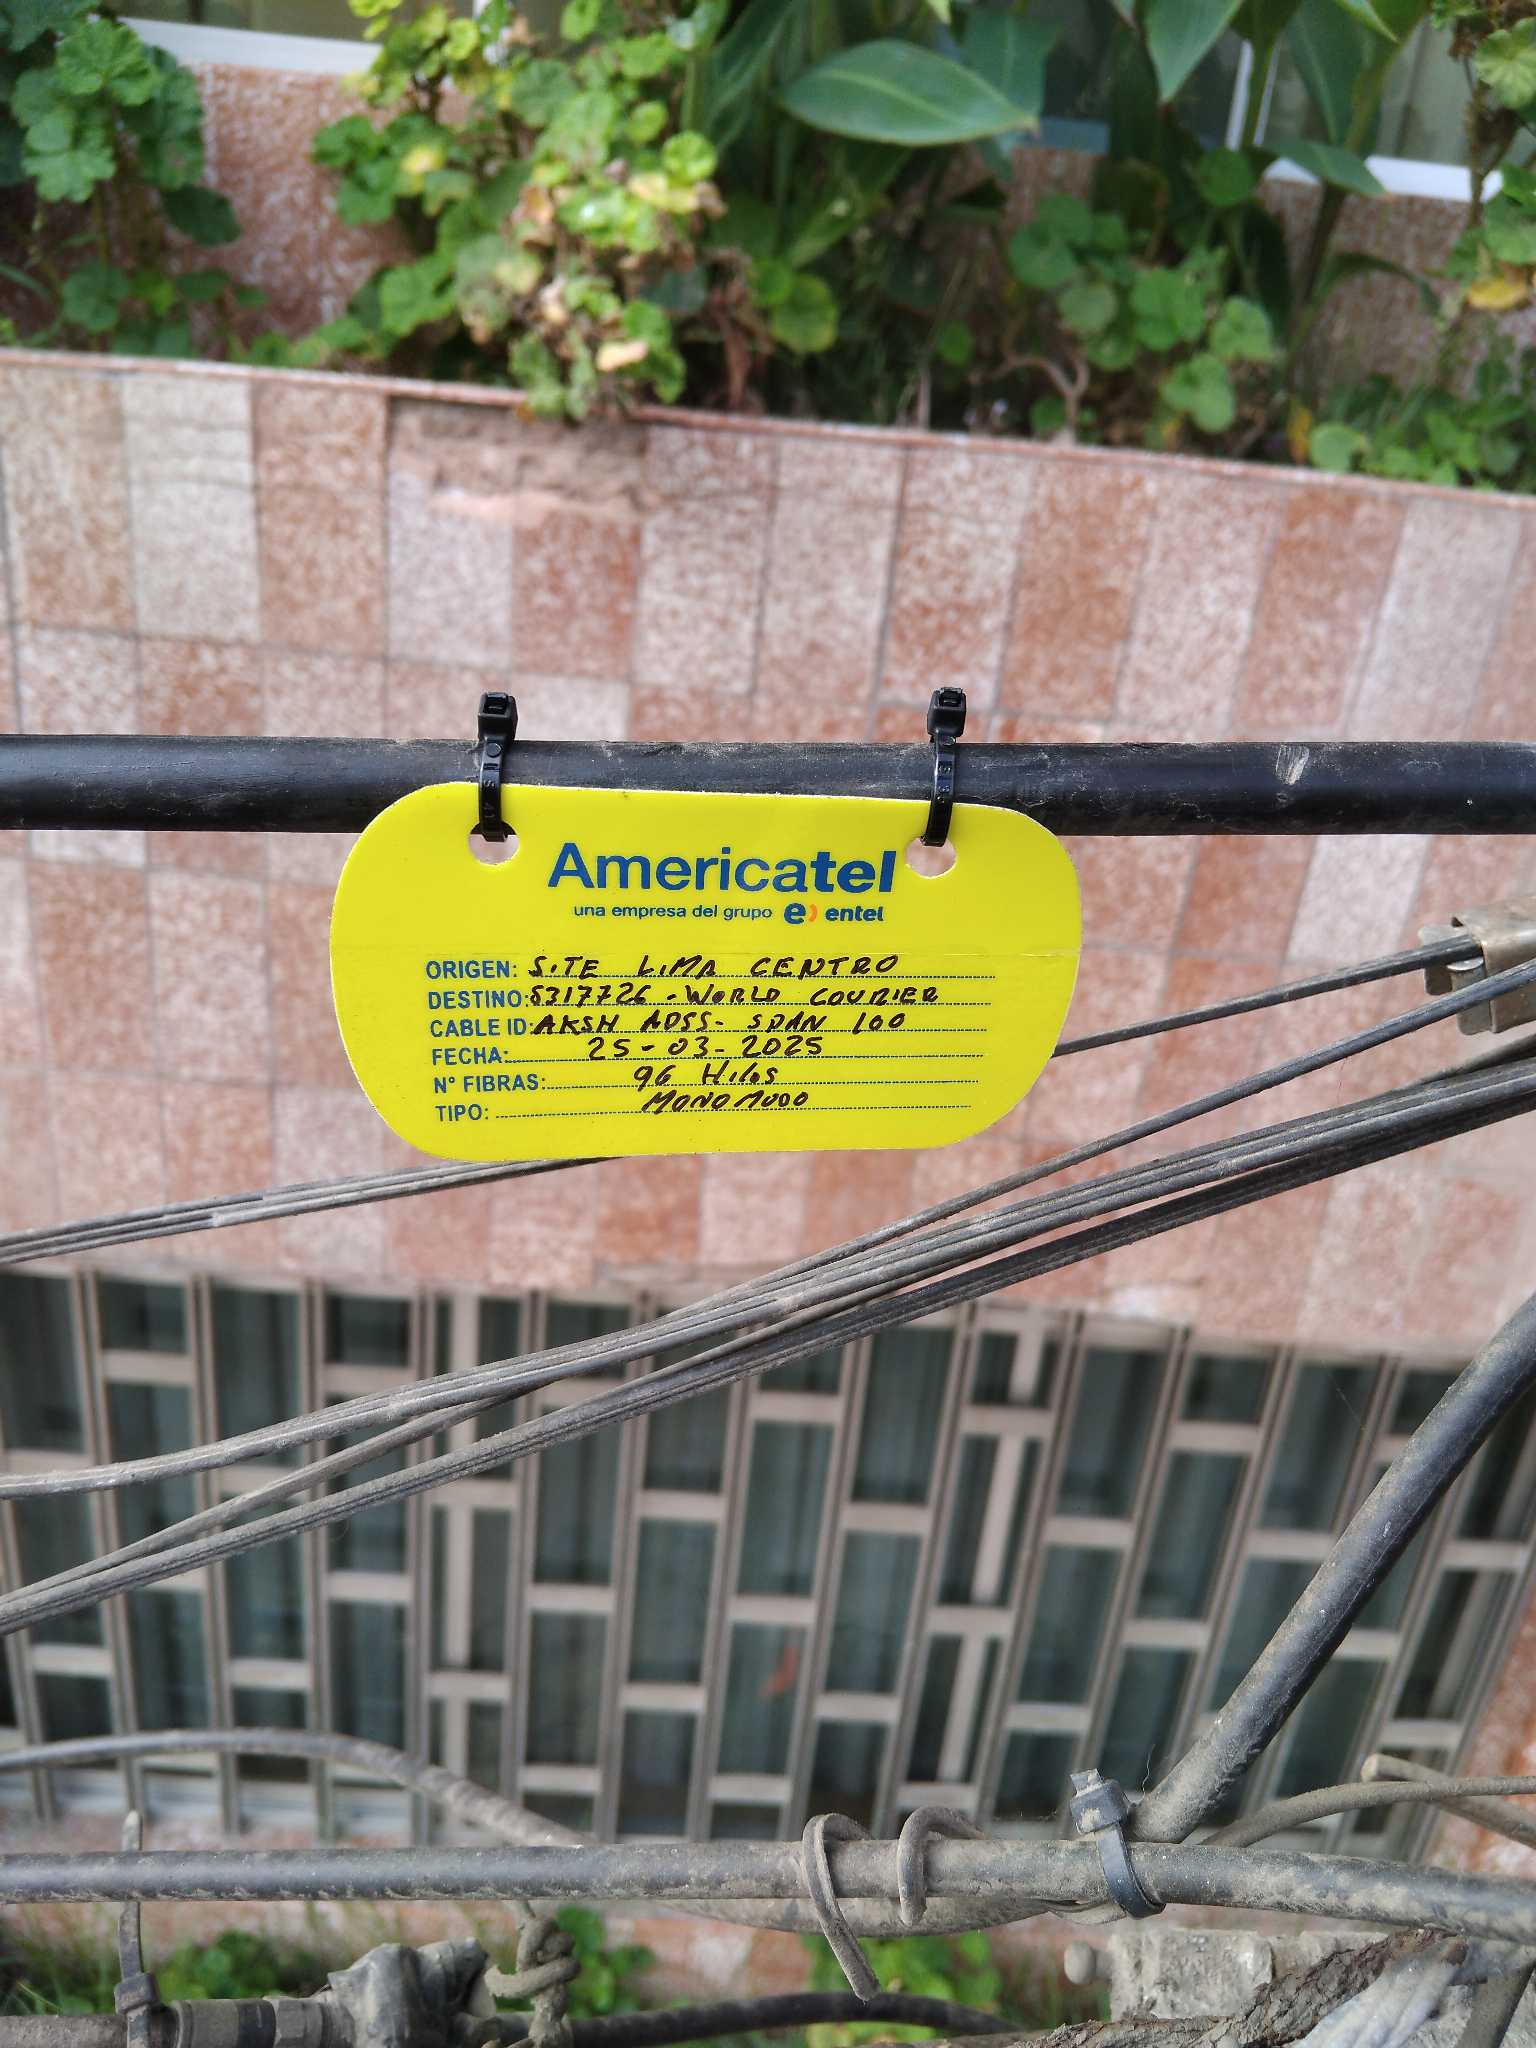 Americatel
una empresa del grupo e) entel
ORIGEN: SITE LIMA CENTRO
DESTINO: S317726 - WORLD COURIER
CABLE ID: AKSH ADSS - SPAN 100
FECHA: 25-03-2025
N° FIBRAS: 96 Hilos
TIPO: MONOMODO